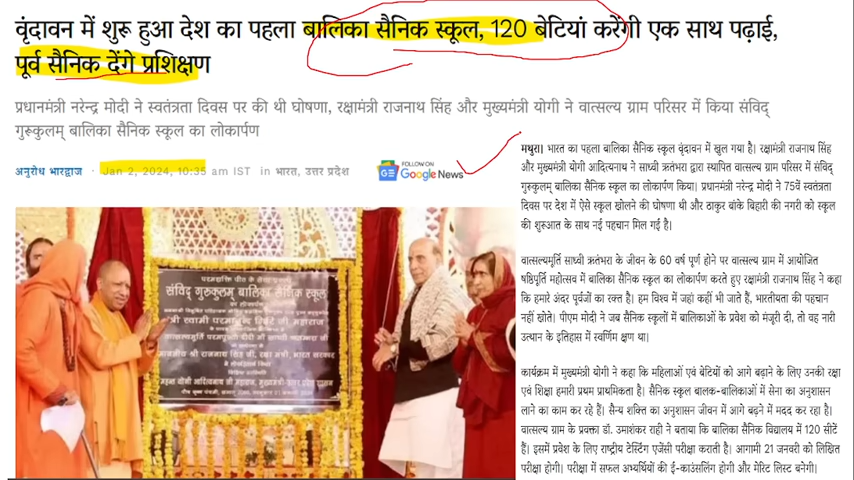 वृंदावन में शुरू हुआ देश का पहला बालिका सैनिक स्कूल, 120 बेटियां करेंगी एक साथ पढ़ाई,
पूर्व सैनिक देंगे प्रशिक्षण
प्रधानमंत्री नरेन्द्र मोदी ने स्वतंत्रता दिवस पर की थी घोषणा, रक्षामंत्री राजनाथ सिंह और मुख्यमंत्री योगी ने वात्सल्य ग्राम परिसर में किया संविद्
गुरुकुलम् बालिका सैनिक स्कूल का लोकार्पण
अनुरोध भारद्वाज · Jan 2, 2024, 10:35 am IST in भारत, उत्तर प्रदेश
FOLLOW ON
Google News
मथुरा। भारत का पहला बालिका सैनिक स्कूल वृंदावन में खुल गया है। रक्षामंत्री राजनाथ सिंह
और मुख्यमंत्री योगी आदित्यनाथ ने साध्वी ऋतंभरा द्वारा स्थापित वात्सल्य ग्राम परिसर में संविद्
गुरुकुलम् बालिका सैनिक स्कूल का लोकार्पण किया। प्रधानमंत्री नरेन्द्र मोदी ने 75वें स्वतंत्रता
दिवस पर देश में ऐसे स्कूल खोलने की घोषणा थी और ठाकुर बांके बिहारी की नगरी को स्कूल
की शुरुआत के साथ नई पहचान मिल गई है।
वात्सल्यमूर्ति साध्वी ऋतंभरा के जीवन के 60 वर्ष पूर्ण होने पर वात्सल्य ग्राम में आयोजित
षष्ठिपूर्ति महोत्सव में बालिका सैनिक स्कूल का लोकार्पण करते हुए रक्षामंत्री राजनाथ सिंह ने कहा
कि हमारे अंदर पूर्वजों का रक्त है। हम विश्व में जहां कहीं भी जाते हैं, भारतीयता की पहचान
नहीं खोते। पीएम मोदी ने जब सैनिक स्कूलों में बालिकाओं के प्रवेश को मंजूरी दी, तो वह नारी
उत्थान के इतिहास में स्वर्णिम क्षण था।
कार्यक्रम में मुख्यमंत्री योगी ने कहा कि महिलाओं एवं बेटियों को आगे बढ़ाने के लिए उनकी रक्षा
एवं शिक्षा हमारी प्रथम प्राथमिकता है। सैनिक स्कूल बालक-बालिकाओं में सेना का अनुशासन
लाने का काम कर रहे हैं। सैन्य शक्ति का अनुशासन जीवन में आगे बढ़ने में मदद कर रहा है।
वात्सल्य ग्राम के प्रवक्ता डॉ. उमाशंकर राही ने बताया कि बालिका सैनिक विद्यालय में 120 सीटें
हैं। इसमें प्रवेश के लिए राष्ट्रीय टेस्टिंग एजेंसी परीक्षा कराती है। आगामी 21 जनवरी को लिखित
परीक्षा होगी। परीक्षा में सफल अभ्यर्थियों की ई-काउंसलिंग होगी और मेरिट लिस्ट बनेगी।
संविद् गुरुकुलम् बालिका सैनिक स्कूल